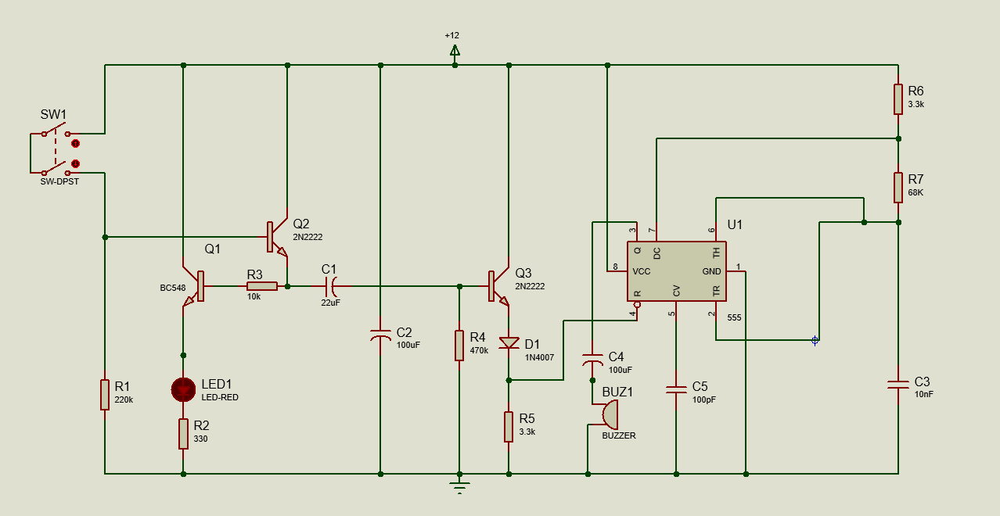 +12
SW1
SW-DPST
R6
3.3k
R7
68K
Q2
2N2222
Q1
BC548
R3
10k
C1
22uF
Q3
2N2222
U1
3
7
6
Q
DC
TH
8
VCC
GND
1
R
CV
TR
4
5
2
555
C2
100uF
R4
470k
D1
1N4007
C4
100uF
R1
220k
LED1
LED-RED
R2
330
R5
3.3k
BUZ1
BUZZER
C5
100pF
C3
10nF